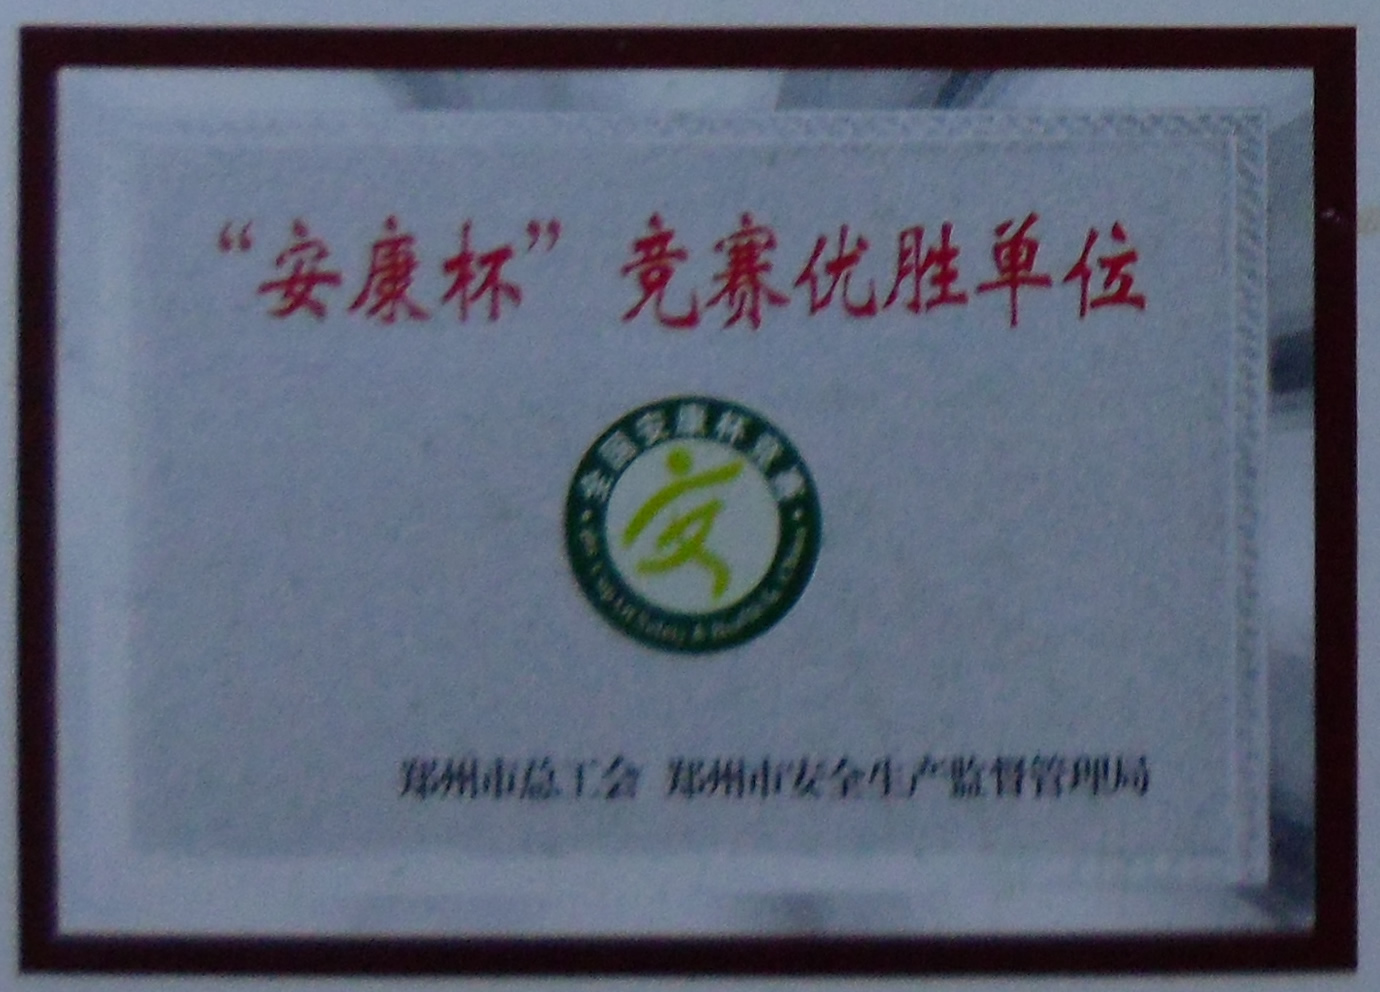 “安康杯”竞赛优胜单位
全国安康杯竞赛
郑州市总工会 郑州市安全生产监督管理局